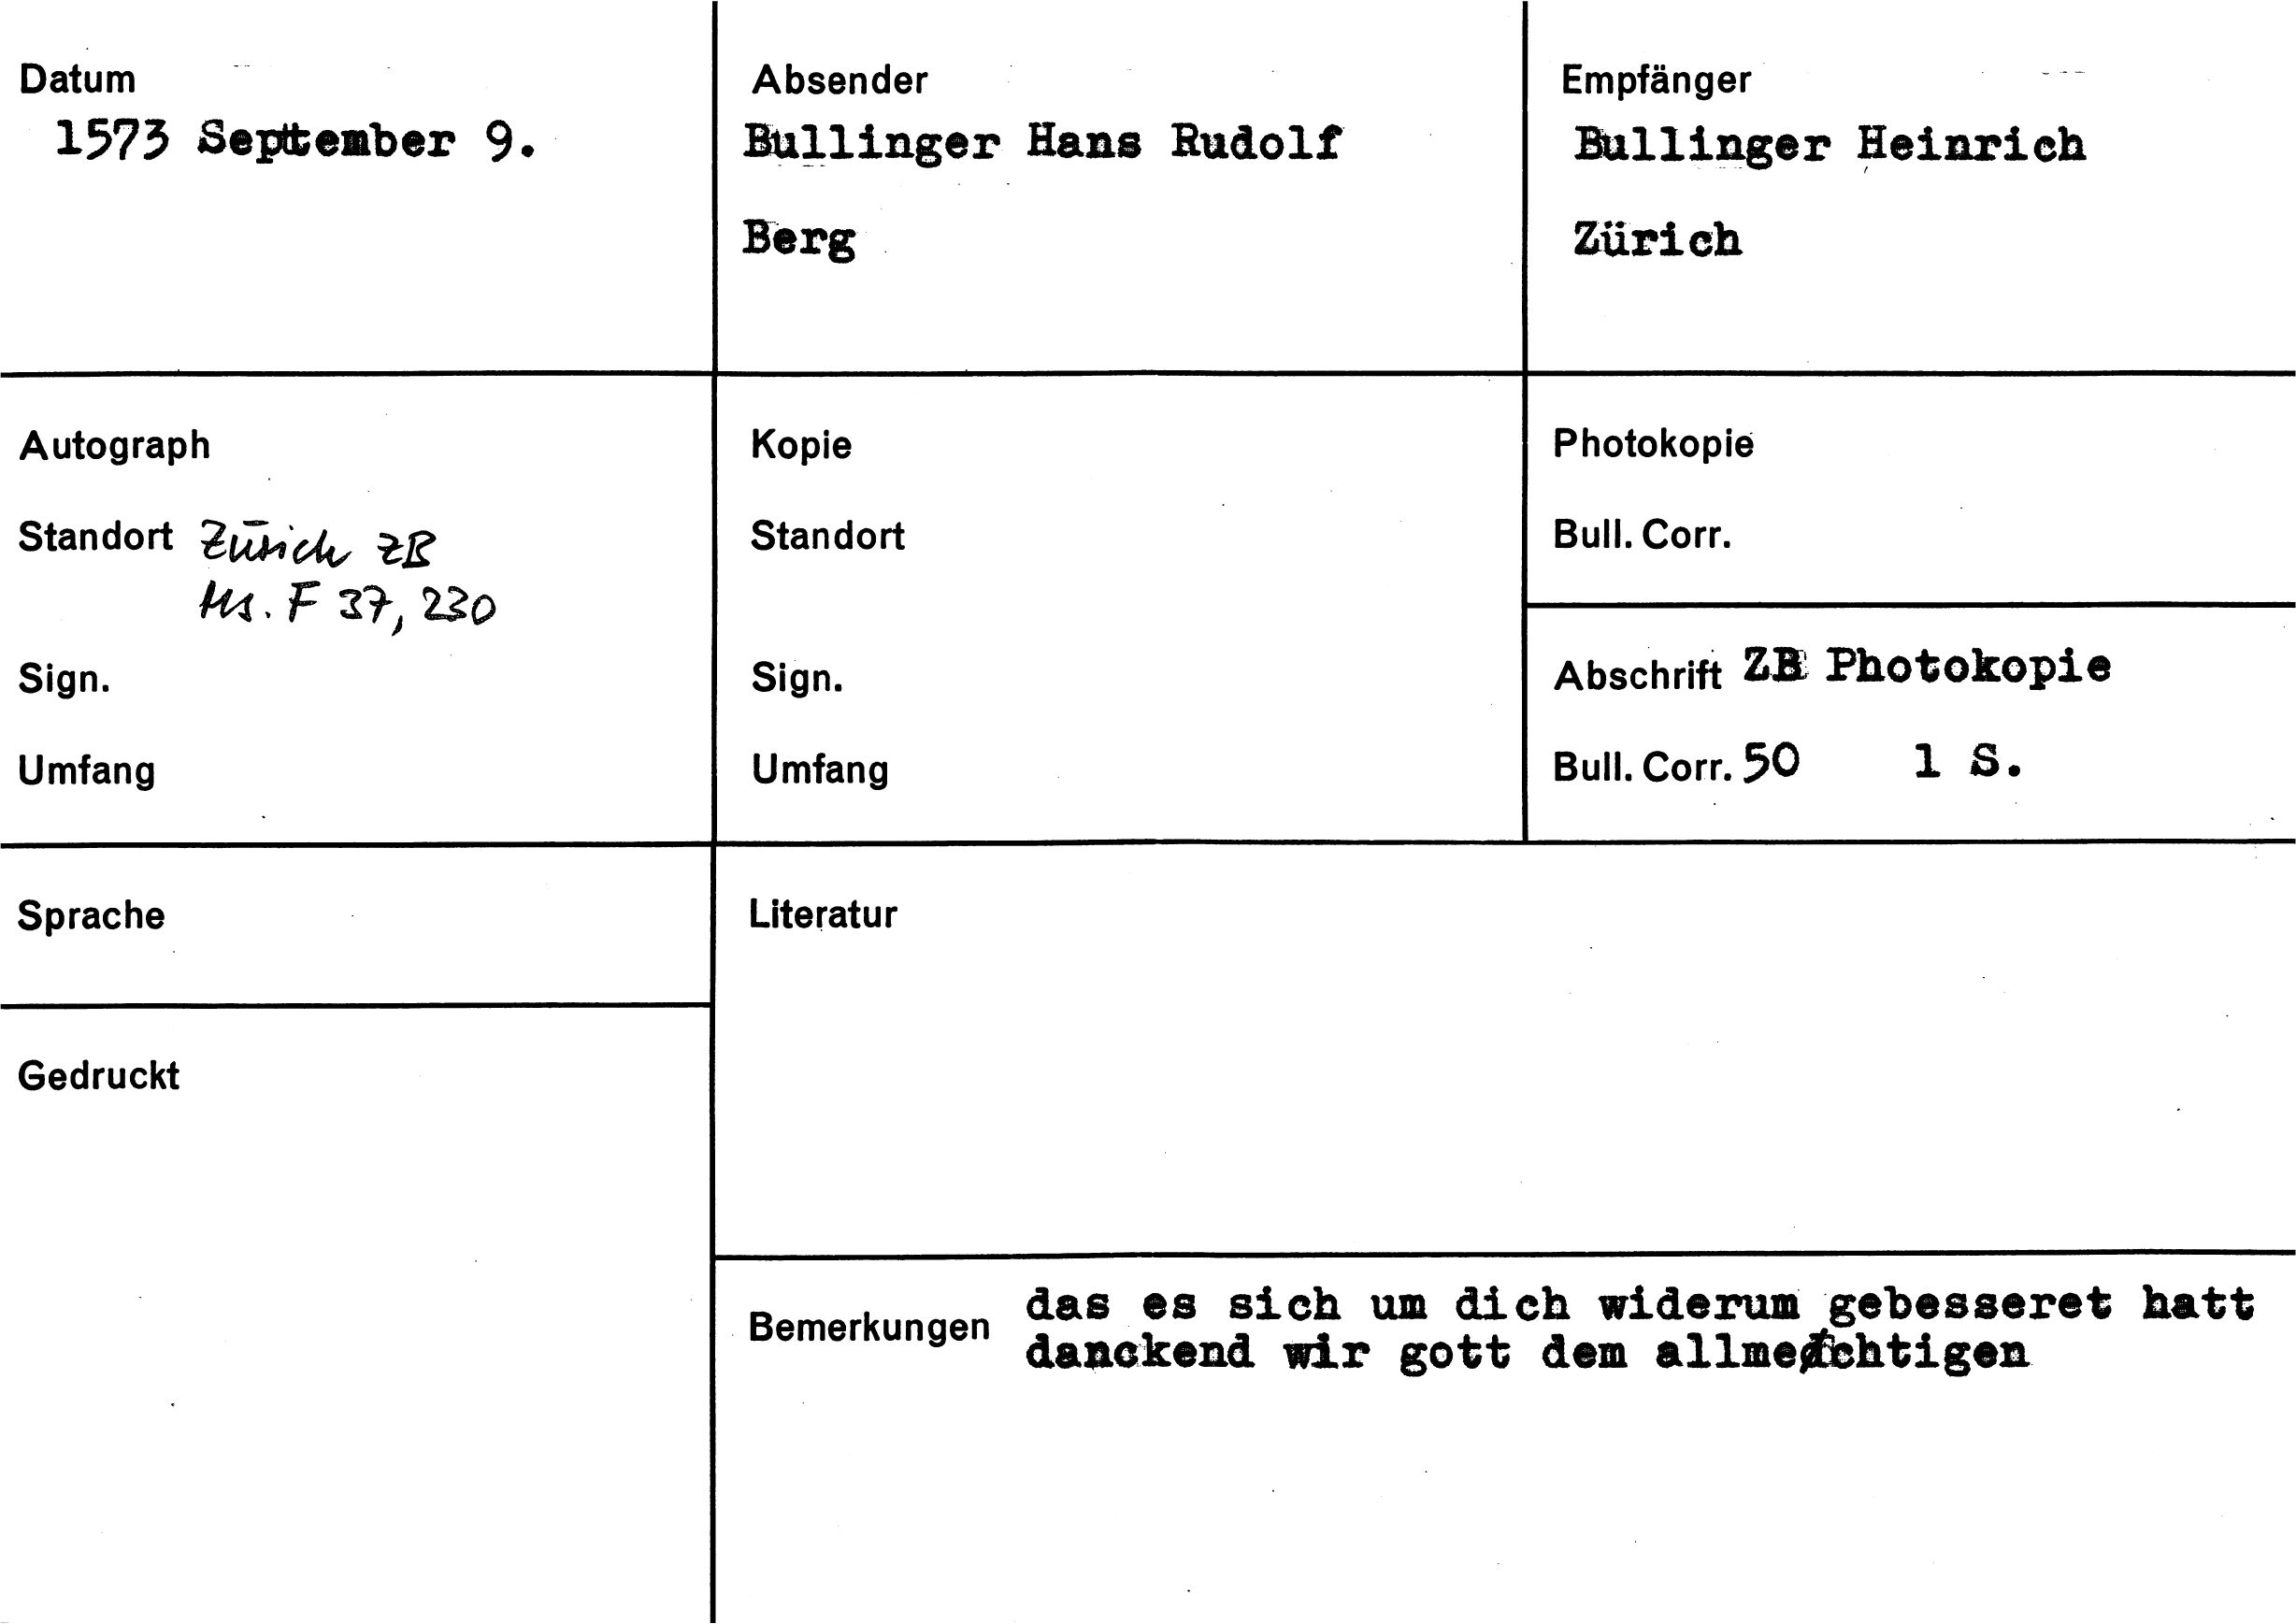 Datum
1573 September 9.
Absender
Bullinger Hans Rudolf
Berg
Empfänger
Bullinger Heinrich
Zürich
Autograph
Standort Zürich ZB
Ms. F 37, 230
Sign.
Umfang
Kopie
Standort
Sign.
Umfang
Photokopie
Bull. Corr.
Abschrift ZB Photokopie
Bull. Corr. 50 1 S.
Sprache
Literatur
Gedruckt
Bemerkungen das es sich um dich widerum gebesseret hatt
danckend wir gott dem allmechtigen